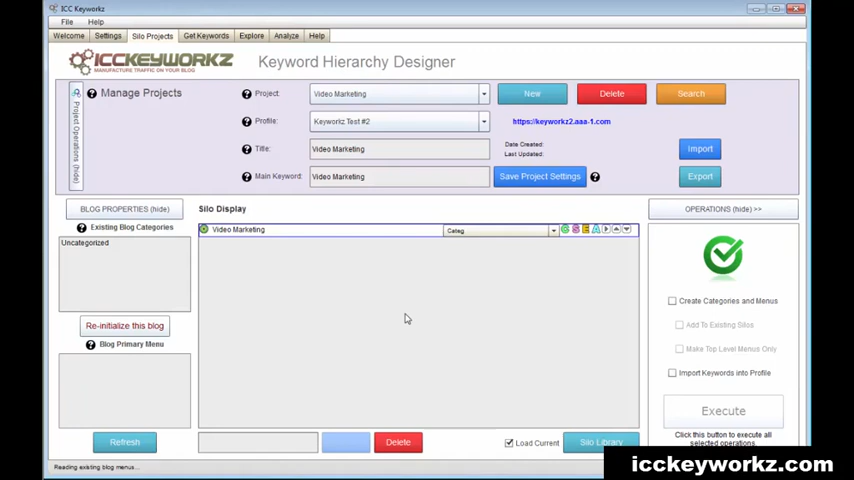 ICC Keyworkz
File Help
Welcome Settings Silo Projects Get Keywords Explore Analyze Help
ICCKEYWORKZ
MANUFACTURE TRAFFIC ON YOUR BLOG
Keyword Hierarchy Designer
Project Operations (hide)
? Manage Projects
? Project: Video Marketing New Delete Search
? Profile: Keyworkz Test #2 https://keyworkz2.aaa-1.com
? Title: Video Marketing Date Created: Import
Last Updated:
? Main Keyword: Video Marketing Save Project Settings ? Export
BLOG PROPERTIES (hide) Silo Display OPERATIONS (hide) >>
? Existing Blog Categories
Video Marketing Categ C S E A
Uncategorized
Create Categories and Menus
Add To Existing Silos
Re-initialize this blog
? Blog Primary Menu
Make Top Level Menus Only
Import Keywords into Profile
Execute
Click this button to execute all
selected operations.
Refresh Delete Load Current Silo Library
Reading existing blog menus...
icckeyworkz.com